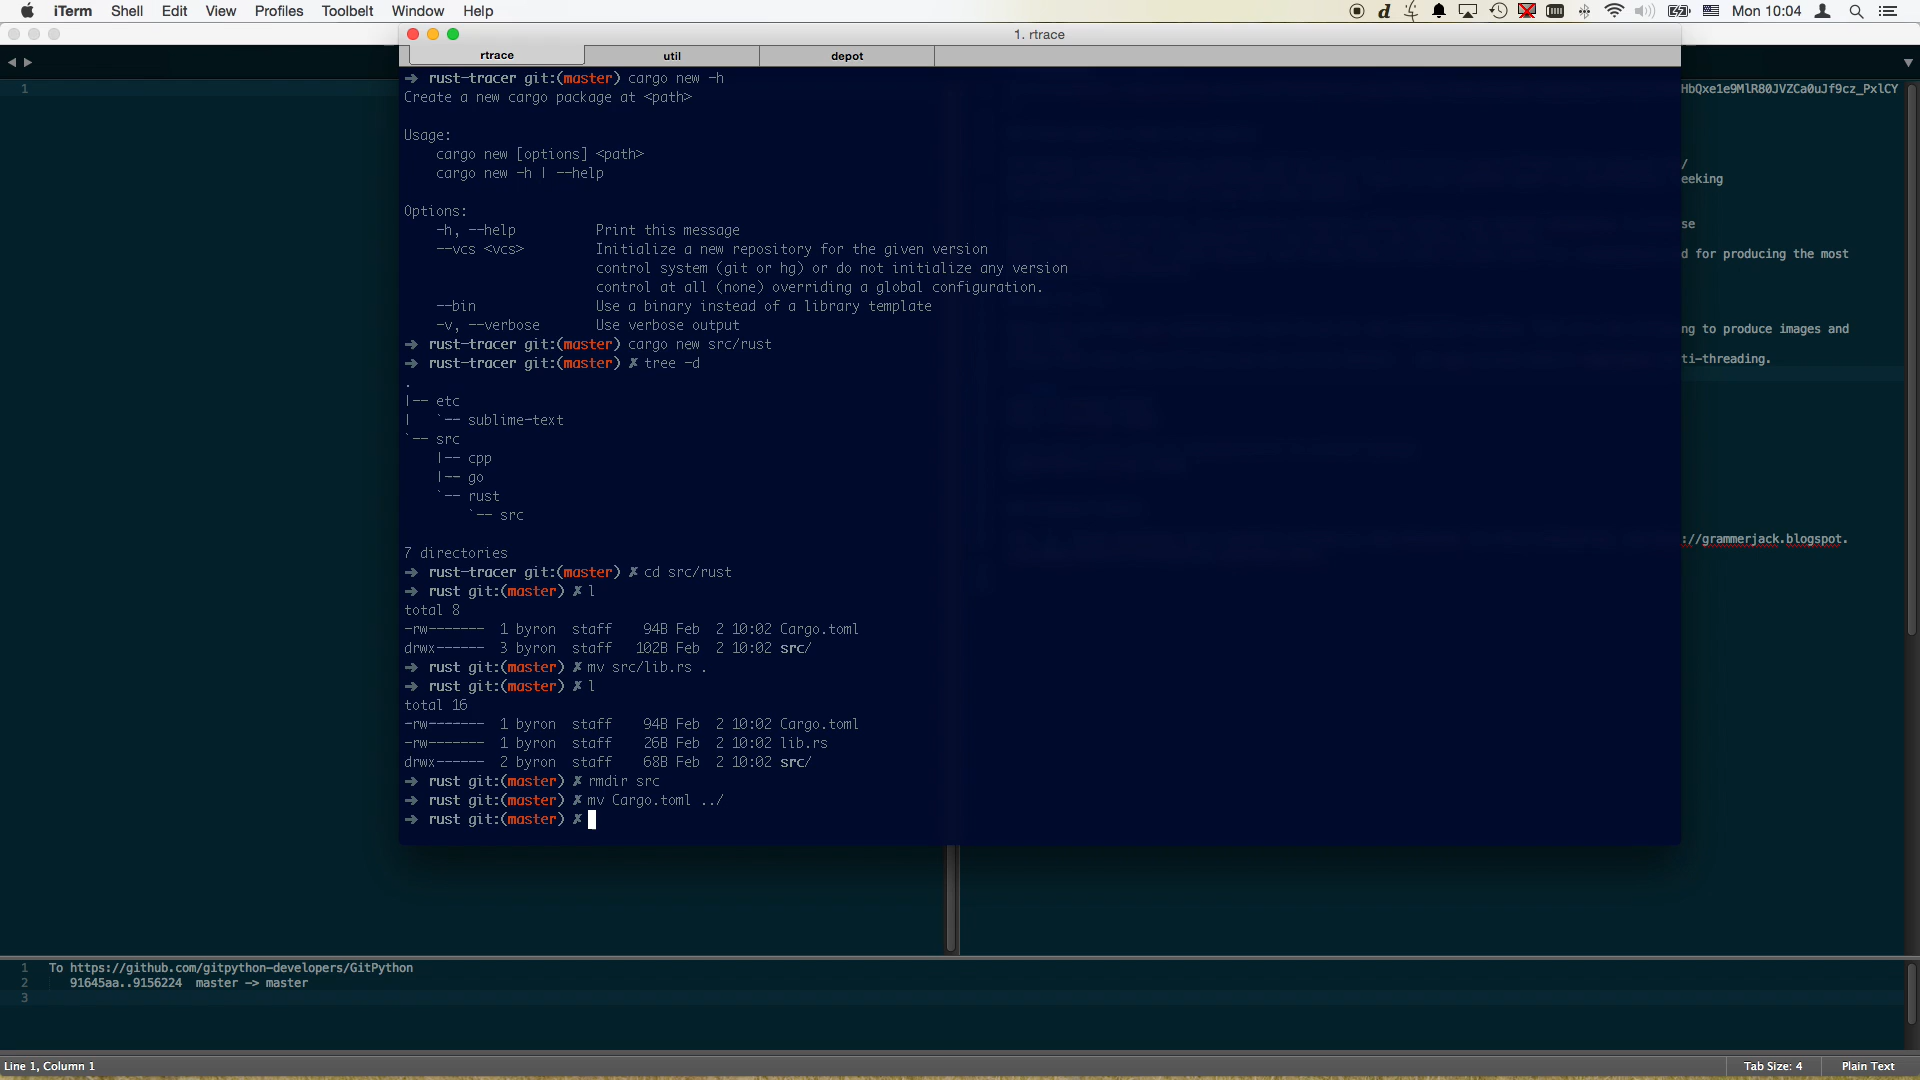 iTerm Shell Edit View Profiles Toolbelt Window Help
Mon 10:04
1. rtrace
rtrace util depot
➜ rust-tracer git:(master) cargo new -h
Create a new cargo package at <path>
Usage:
cargo new [options] <path>
cargo new -h | --help
Options:
-h, --help Print this message
--vcs <vcs> Initialize a new repository for the given version
control system (git or hg) or do not initialize any version
control at all (none) overriding a global configuration.
--bin Use a binary instead of a library template
-v, --verbose Use verbose output
➜ rust-tracer git:(master) cargo new src/rust
➜ rust-tracer git:(master) ✗ tree -d
.
|-- etc
|   `-- sublime-text
`-- src
|-- cpp
|-- go
`-- rust
`-- src
7 directories
➜ rust-tracer git:(master) ✗ cd src/rust
➜ rust git:(master) ✗ l
total 8
-rw------- 1 byron staff 94B Feb 2 10:02 Cargo.toml
drwx------ 3 byron staff 102B Feb 2 10:02 src/
➜ rust git:(master) ✗ mv src/lib.rs .
➜ rust git:(master) ✗ l
total 16
-rw------- 1 byron staff 94B Feb 2 10:02 Cargo.toml
-rw------- 1 byron staff 26B Feb 2 10:02 lib.rs
drwx------ 2 byron staff 68B Feb 2 10:02 src/
➜ rust git:(master) ✗ rmdir src
➜ rust git:(master) ✗ mv Cargo.toml ../
➜ rust git:(master) ✗
1
HbQxe1e9MlR80JVZCa0uJf9cz_PxlCY
/
eeking
se
d for producing the most
ng to produce images and
ti-threading.
://grammerjack.blogspot.
1 To https://github.com/gitpython-developers/GitPython
2 91645aa..9156224 master -> master
3
Line 1, Column 1
Tab Size: 4 Plain Text